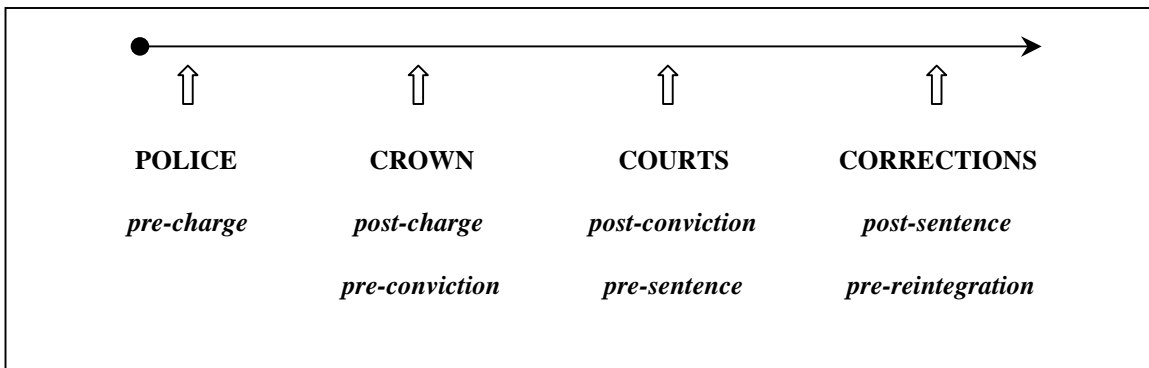 POLICE CROWN COURTS CORRECTIONS
pre-charge post-charge post-conviction post-sentence
pre-conviction pre-sentence pre-reintegration